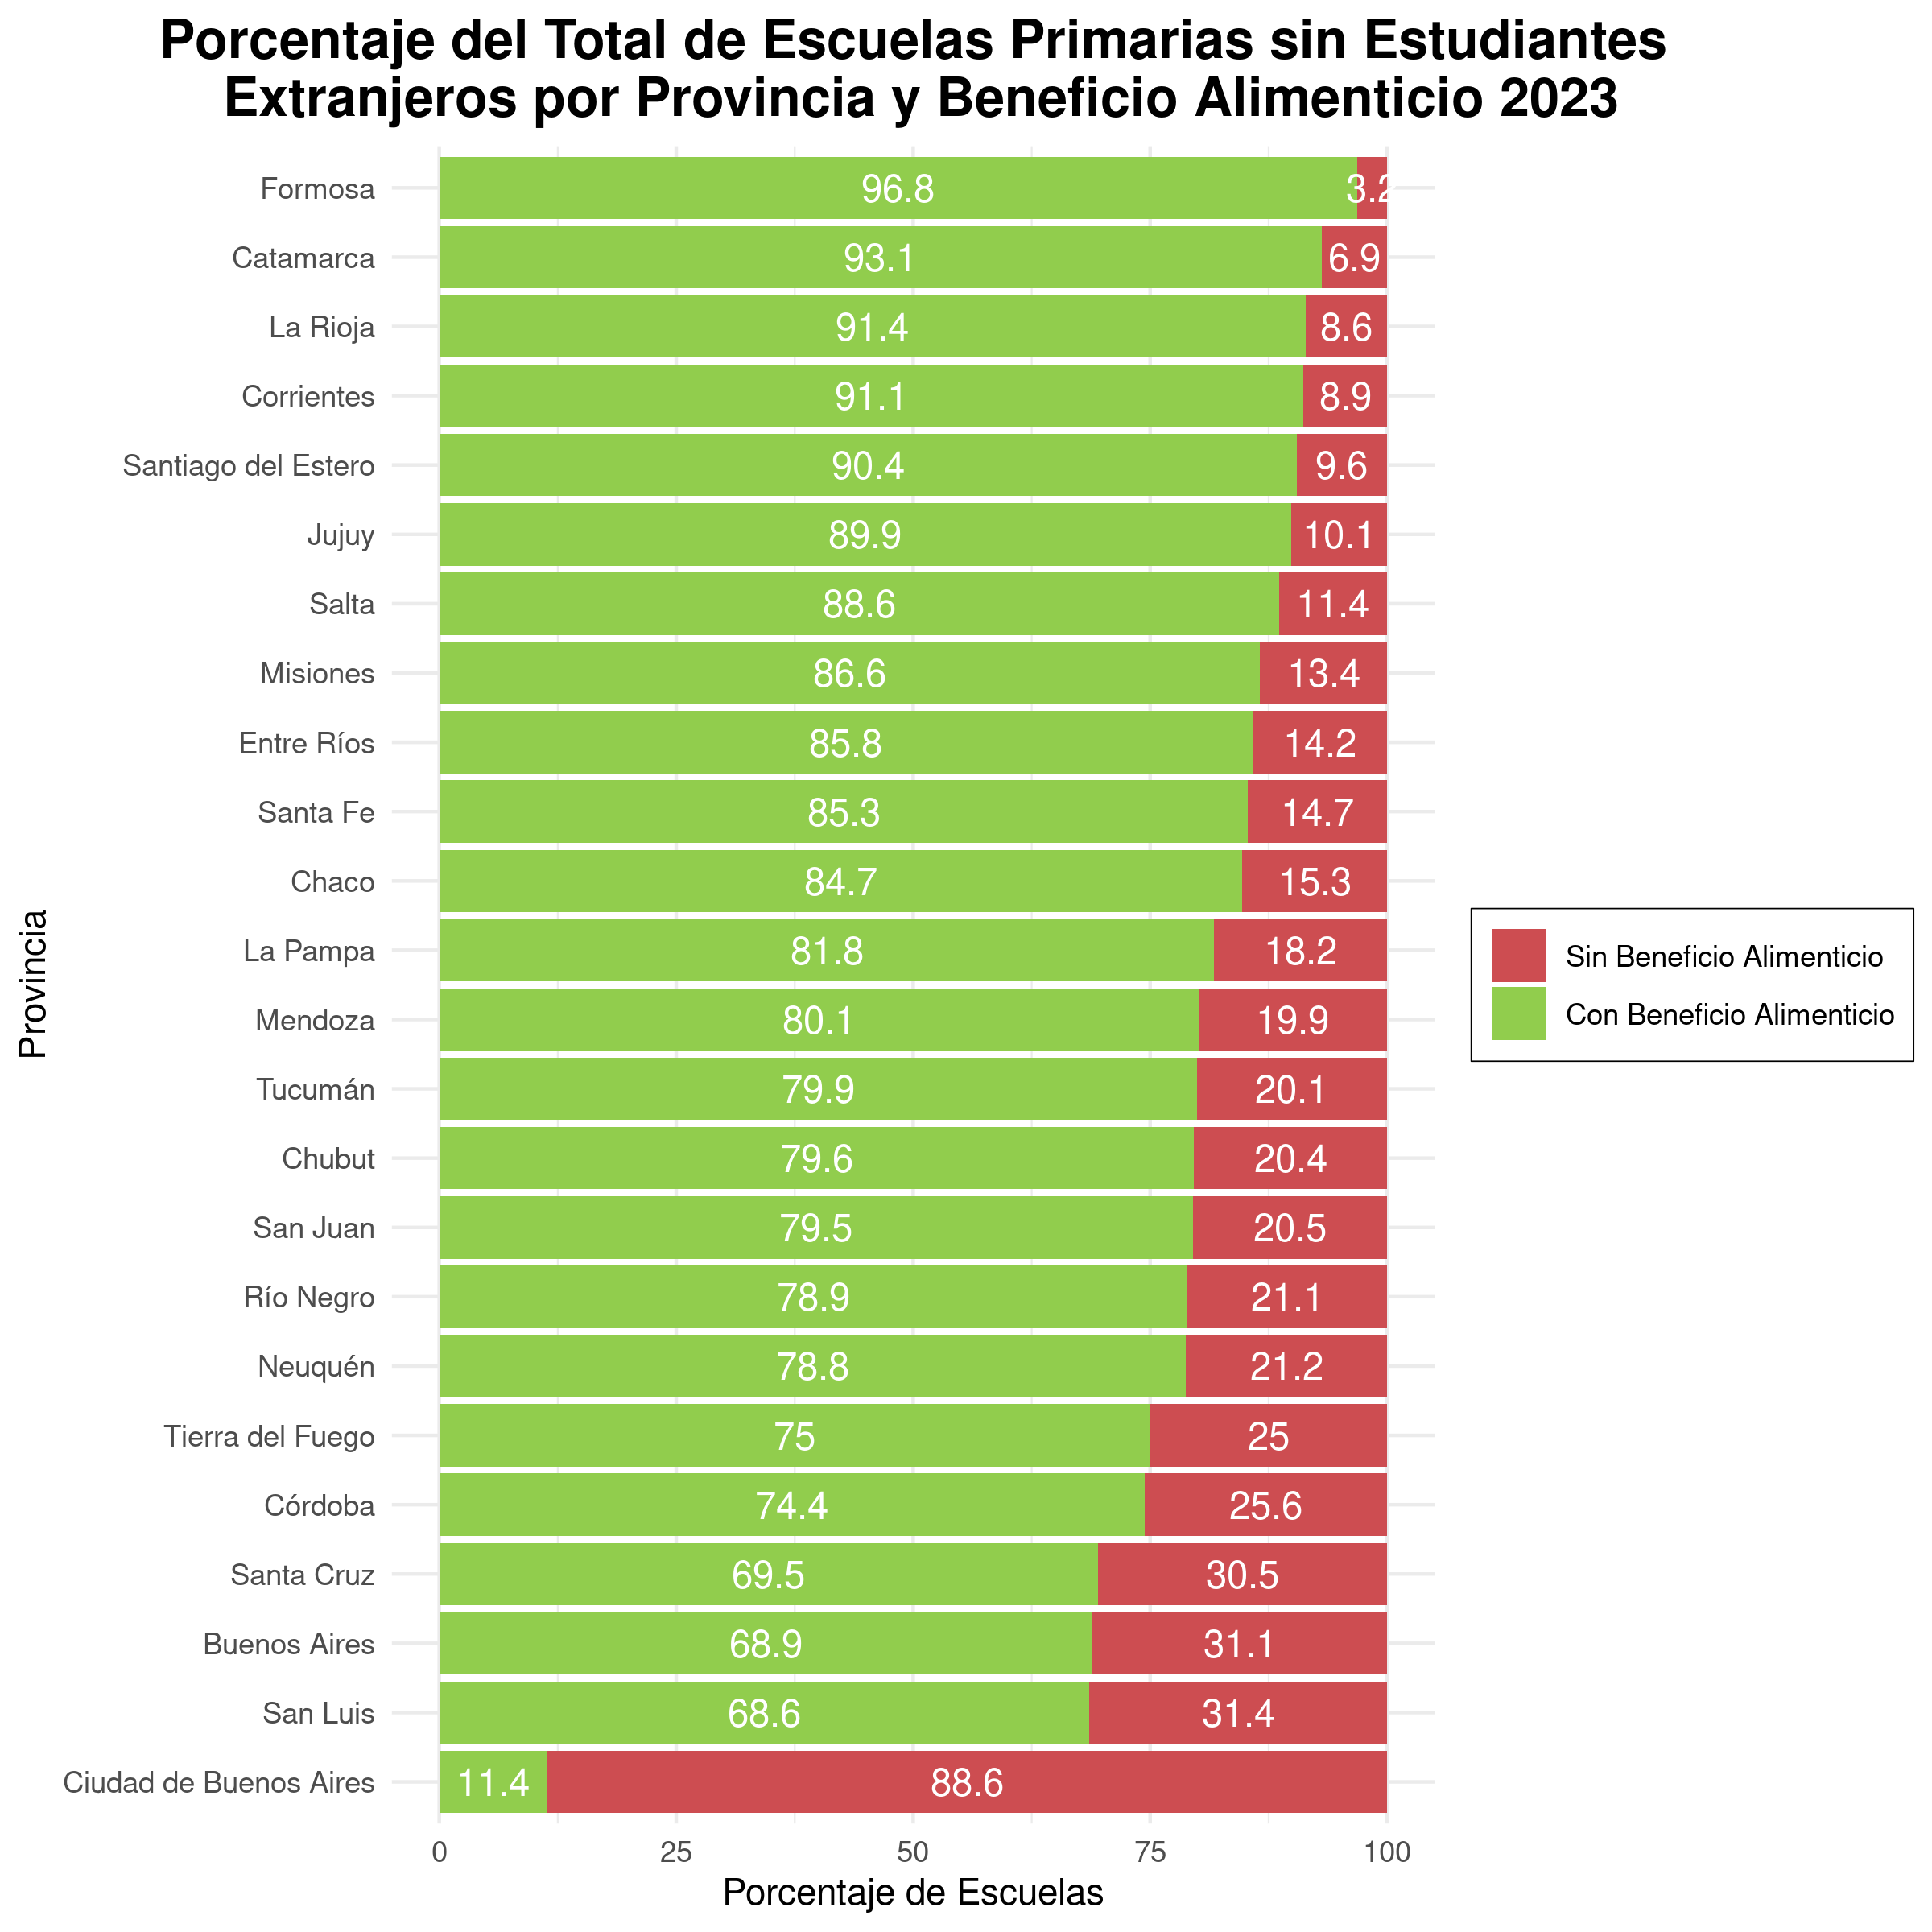 Porcentaje del Total de Escuelas Primarias sin Estudiantes
Extranjeros por Provincia y Beneficio Alimenticio 2023
Formosa 96.8 3.2
Catamarca 93.1 6.9
La Rioja 91.4 8.6
Corrientes 91.1 8.9
Santiago del Estero 90.4 9.6
Jujuy 89.9 10.1
Salta 88.6 11.4
Misiones 86.6 13.4
Entre Ríos 85.8 14.2
Santa Fe 85.3 14.7
Chaco 84.7 15.3
La Pampa 81.8 18.2
Mendoza 80.1 19.9
Tucumán 79.9 20.1
Chubut 79.6 20.4
San Juan 79.5 20.5
Río Negro 78.9 21.1
Neuquén 78.8 21.2
Tierra del Fuego 75 25
Córdoba 74.4 25.6
Santa Cruz 69.5 30.5
Buenos Aires 68.9 31.1
San Luis 68.6 31.4
Ciudad de Buenos Aires 11.4 88.6
0 25 50 75 100
Porcentaje de Escuelas
Provincia
Sin Beneficio Alimenticio
Con Beneficio Alimenticio